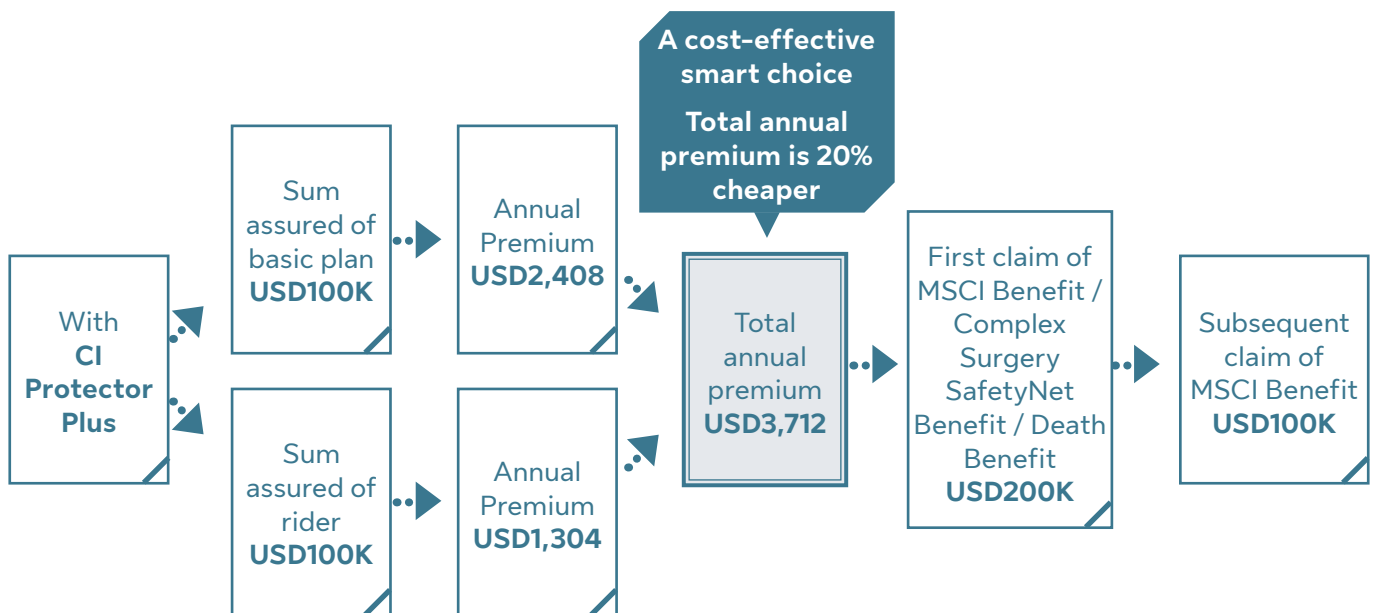 A cost-effective
smart choice
Total annual
premium is 20%
cheaper
With
CI
Protector
Plus
Sum
assured of
basic plan
USD100K
Annual
Premium
USD2,408
Sum
assured of
rider
USD100K
Annual
Premium
USD1,304
Total
annual
premium
USD3,712
First claim of
MSCI Benefit /
Complex
Surgery
SafetyNet
Benefit / Death
Benefit
USD200K
Subsequent
claim of
MSCI Benefit
USD100K